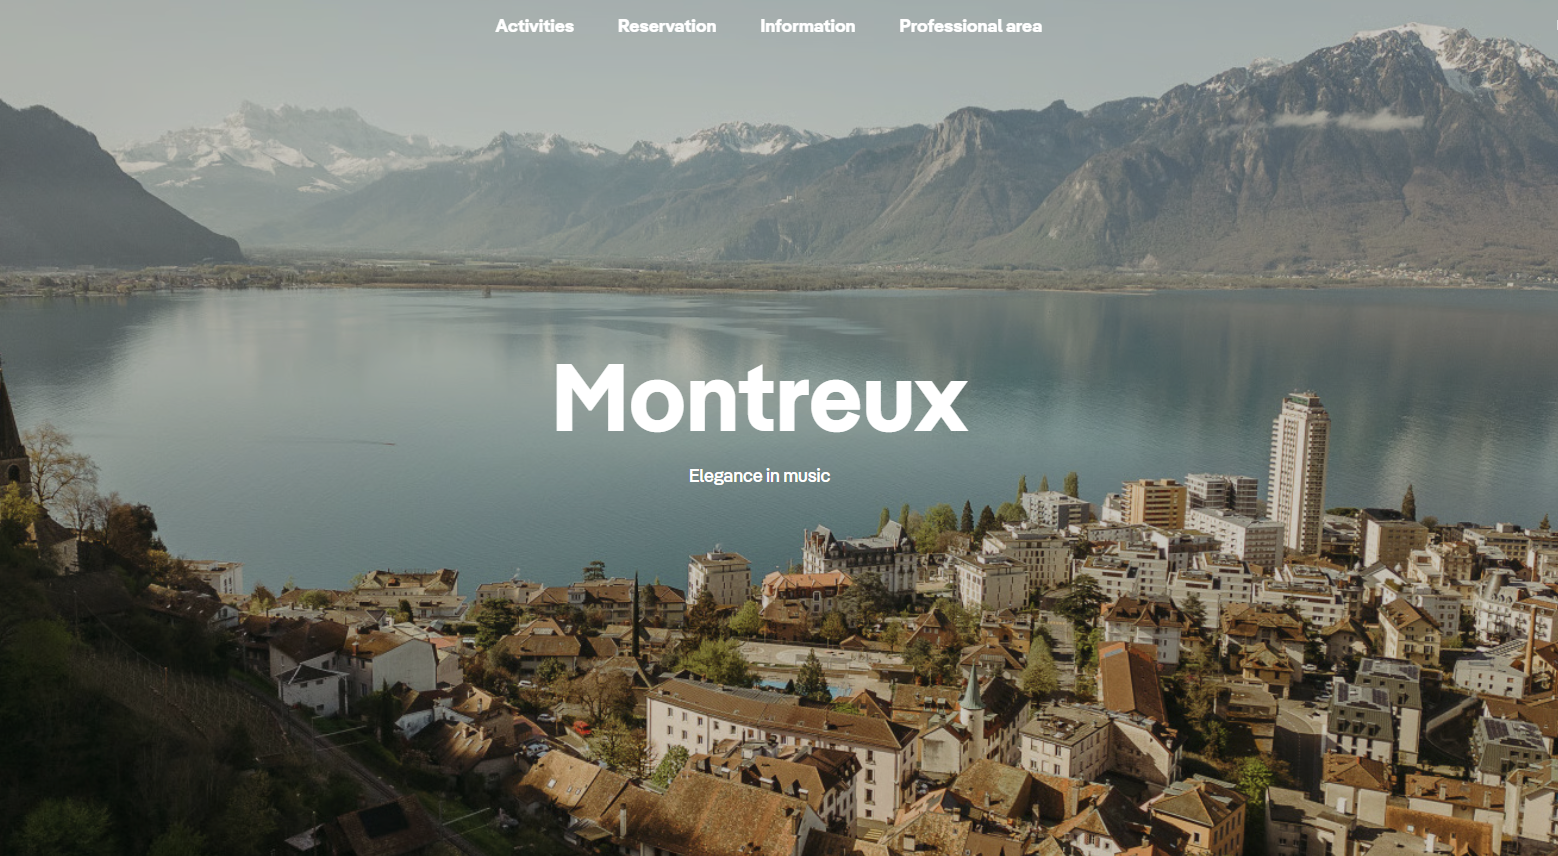 Activities Reservation Information Professional area
Montreux
Elegance in music